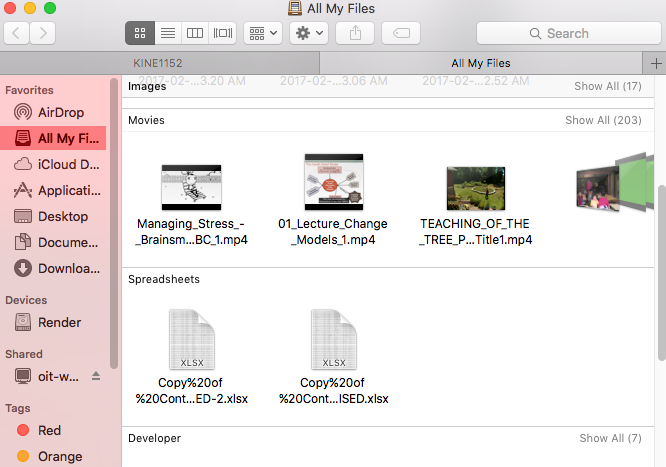 All My Files
Search
KINE1152
All My Files
Favorites
AirDrop
All My Fi...
iCloud D...
Applicati...
Desktop
Docume...
Downloa...
Devices
Render
Shared
oit-w...
Tags
Red
Orange
2017-02-...3.20 AM 2017-02-...3.06 AM 2017-02-...2.52 AM
Images Show All (17)
Movies Show All (203)
Managing_Stress_-
_Brainsm...BC_1.mp4
01_Lecture_Change
_Models_1.mp4
TEACHING_OF_THE
_TREE_P...Title1.mp4
Spreadsheets
XLSX
Copy%20of
%20Cont...ED-2.xlsx
XLSX
Copy%20of
%20Cont...ISED.xlsx
Developer Show All (7)